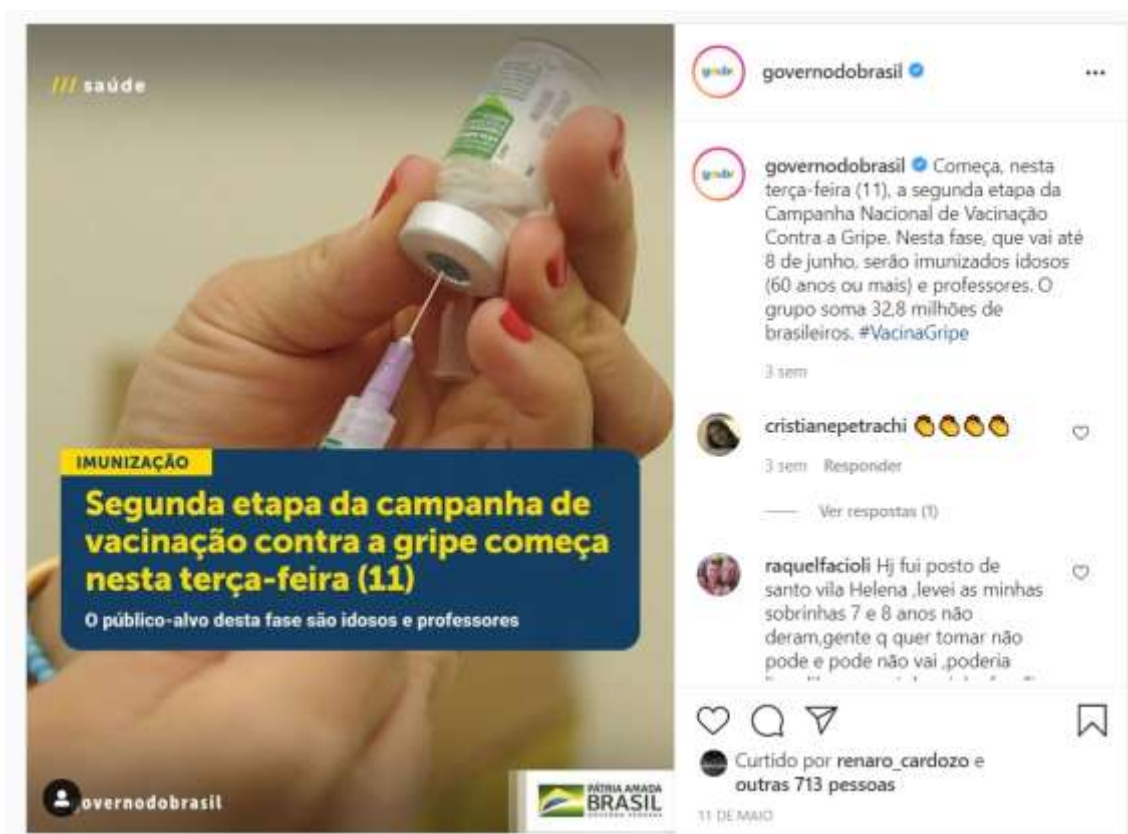 /// saúde
IMUNIZAÇÃO
Segunda etapa da campanha de
vacinação contra a gripe começa
nesta terça-feira (11)
O público-alvo desta fase são idosos e professores
overnodobrasil
PÁTRIA AMADA
BRASIL
GOVERNO FEDERAL
governodobrasil
•••
governodobrasil Começa, nesta
terça-feira (11), a segunda etapa da
Campanha Nacional de Vacinação
Contra a Gripe. Nesta fase, que vai até
8 de junho, serão imunizados idosos
(60 anos ou mais) e professores. O
grupo soma 32,8 milhões de
brasileiros. #VacinaGripe
3 sem
cristianepetrachi 👏👏👏👏
3 sem Responder
Ver respostas (1)
raquelfacioli Hj fui posto de
santo vila Helena ,levei as minhas
sobrinhas 7 e 8 anos não
deram,gente q quer tomar não
pode e pode não vai ,poderia
Curtido por renaro_cardozo e
outras 713 pessoas
11 DE MAIO